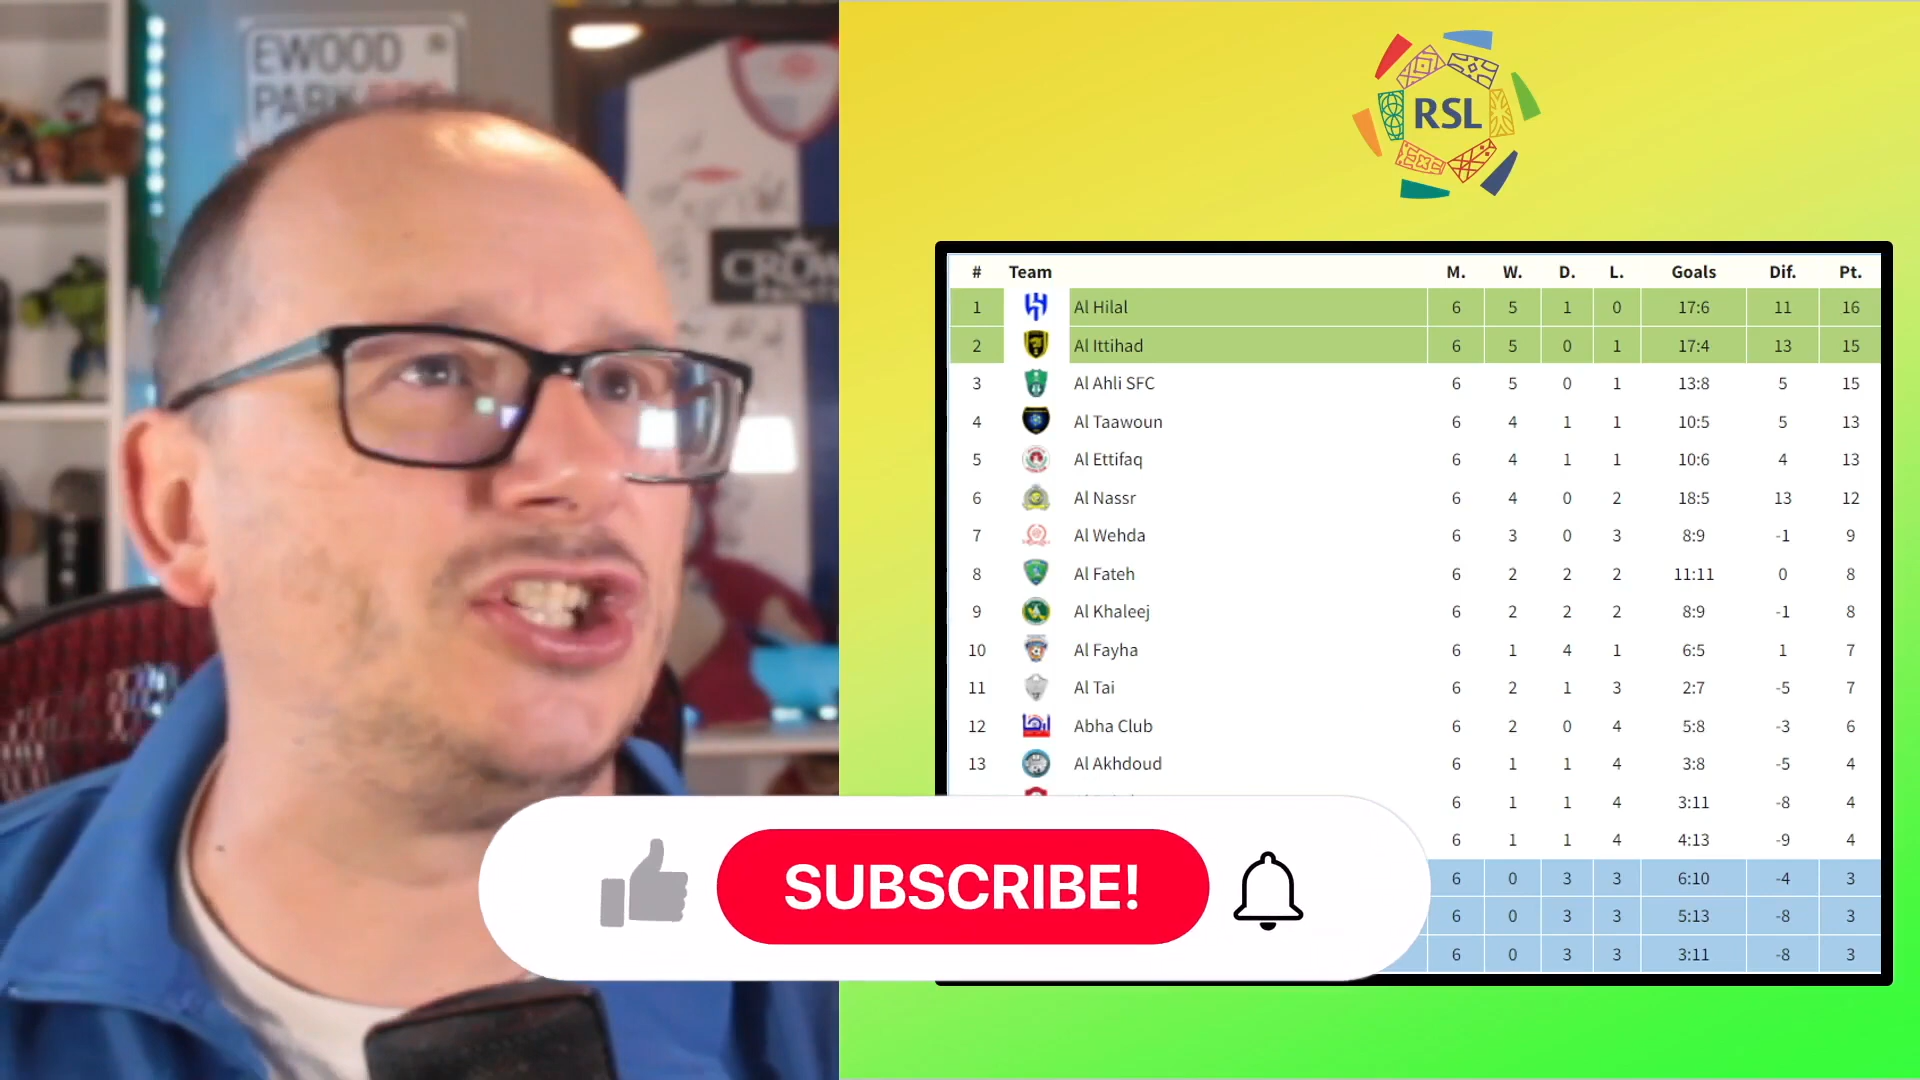 EWOOD
PARK
CROWN
RSL
# Team M. W. D. L. Goals Dif. Pt.
1 Al Hilal 6 5 1 0 17:6 11 16
2 Al Ittihad 6 5 0 1 17:4 13 15
3 Al Ahli SFC 6 5 0 1 13:8 5 15
4 Al Taawoun 6 4 1 1 10:5 5 13
5 Al Ettifaq 6 4 1 1 10:6 4 13
6 Al Nassr 6 4 0 2 18:5 13 12
7 Al Wehda 6 3 0 3 8:9 -1 9
8 Al Fateh 6 2 2 2 11:11 0 8
9 Al Khaleej 6 2 2 2 8:9 -1 8
10 Al Fayha 6 1 4 1 6:5 1 7
11 Al Tai 6 2 1 3 2:7 -5 7
12 Abha Club 6 2 0 4 5:8 -3 6
13 Al Akhdoud 6 1 1 4 3:8 -5 4
6 1 1 4 3:11 -8 4
6 1 1 4 4:13 -9 4
6 0 3 3 6:10 -4 3
6 0 3 3 5:13 -8 3
6 0 3 3 3:11 -8 3
SUBSCRIBE!